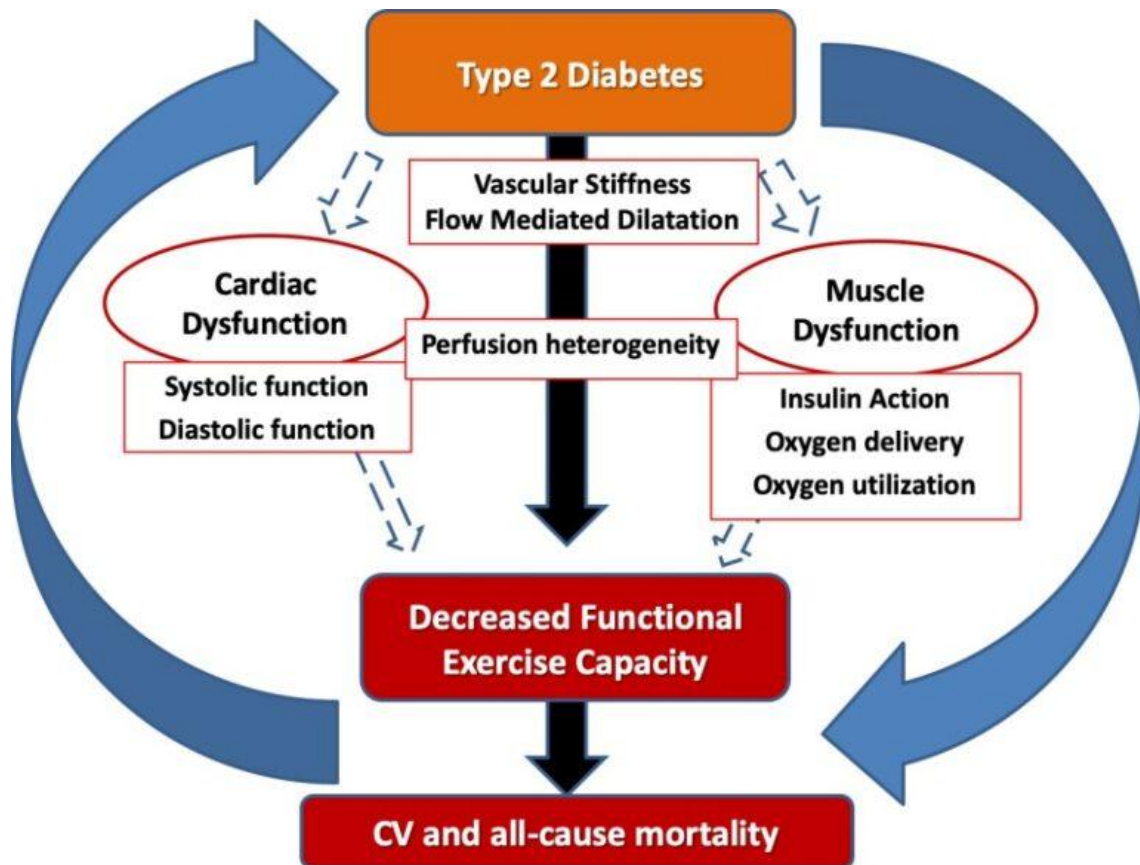 Type 2 Diabetes
Vascular Stiffness
Flow Mediated Dilatation
Cardiac
Dysfunction
Muscle
Dysfunction
Perfusion heterogeneity
Systolic function
Diastolic function
Insulin Action
Oxygen delivery
Oxygen utilization
Decreased Functional
Exercise Capacity
CV and all-cause mortality